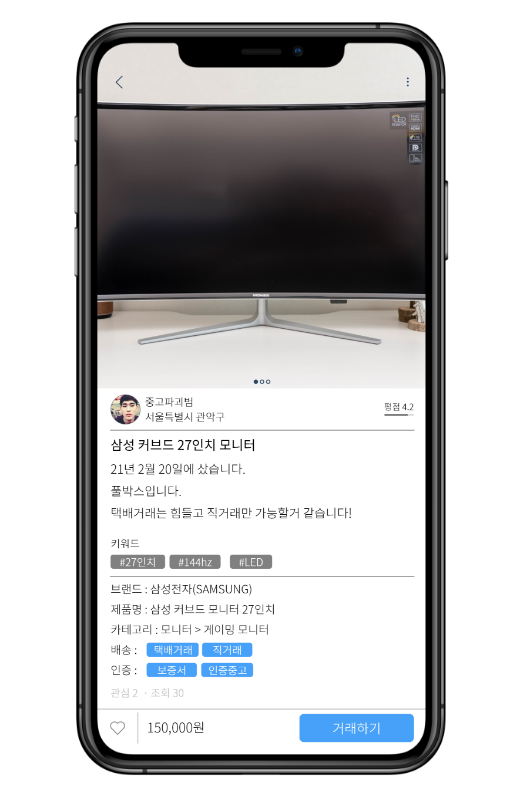 중고파괴범
서울특별시 관악구
평점 4.2
삼성 커브드 27인치 모니터
21년 2월 20일에 샀습니다.
풀박스입니다.
택배거래는 힘들고 직거래만 가능할거 같습니다!
키워드
#27인치 #144hz #LED
브랜드 : 삼성전자(SAMSUNG)
제품명 : 삼성 커브드 모니터 27인치
카테고리 : 모니터 > 게이밍 모니터
배송 : 택배거래 직거래
인증 : 보증서 인증중고
관심 2 · 조회 30
150,000원 거래하기